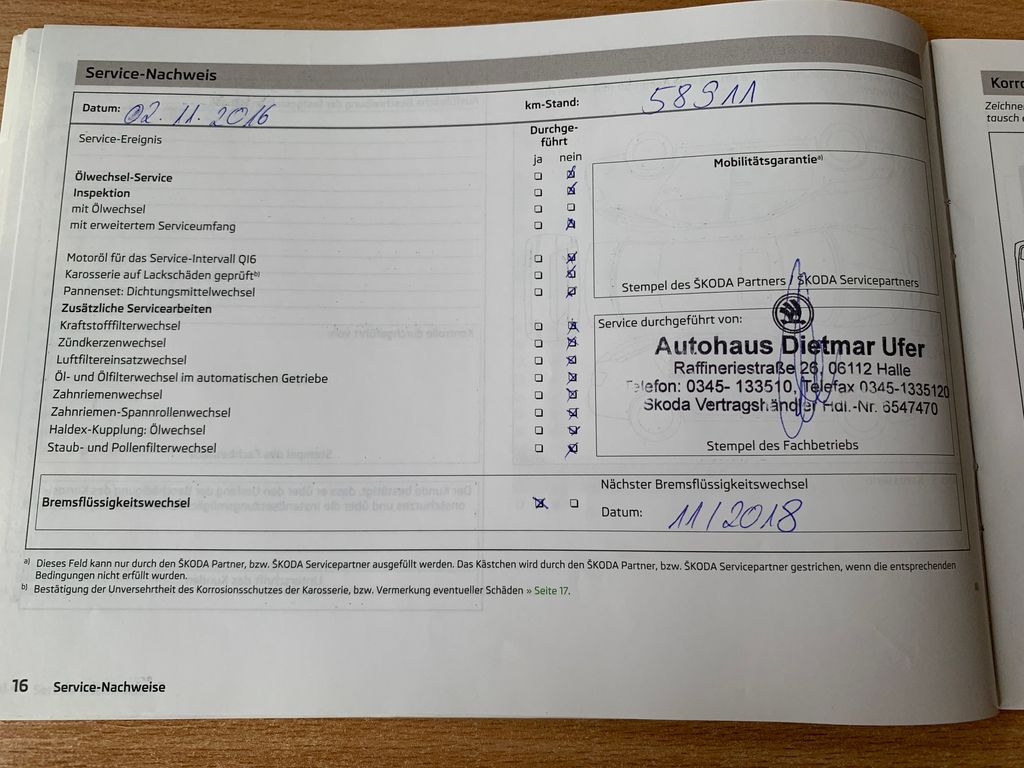 Service-Nachweis
Datum: 02.11.2016 km-Stand: 58911
Service-Ereignis Durchge-
führt
ja nein
Mobilitätsgarantie a)
Ölwechsel-Service
Inspektion
mit Ölwechsel
mit erweitertem Serviceumfang
Motoröl für das Service-Intervall QI6
Karosserie auf Lackschäden geprüft b)
Pannenset: Dichtungsmittelwechsel
Stempel des ŠKODA Partners / ŠKODA Servicepartners
Zusätzliche Servicearbeiten
Kraftstofffilterwechsel
Zündkerzenwechsel
Luftfiltereinsatzwechsel
Öl- und Ölfilterwechsel im automatischen Getriebe
Zahnriemenwechsel
Zahnriemen-Spannrollenwechsel
Haldex-Kupplung: Ölwechsel
Staub- und Pollenfilterwechsel
Service durchgeführt von:
Autohaus Dietmar Ufer
Raffineriestraße 26, 06112 Halle
Telefon: 0345- 133510, Telefax 0345-1335120
Skoda Vertragshändler Hdl.-Nr. 6547470
Stempel des Fachbetriebs
Bremsflüssigkeitswechsel
Nächster Bremsflüssigkeitswechsel
Datum: 11/2018
a) Dieses Feld kann nur durch den ŠKODA Partner, bzw. ŠKODA Servicepartner ausgefüllt werden. Das Kästchen wird durch den ŠKODA Partner, bzw. ŠKODA Servicepartner gestrichen, wenn die entsprechenden
Bedingungen nicht erfüllt wurden.
b) Bestätigung der Unversehrtheit des Korrosionsschutzes der Karosserie, bzw. Vermerkung eventueller Schäden » Seite 17.
16 Service-Nachweise
Korro
Zeichne
tausch